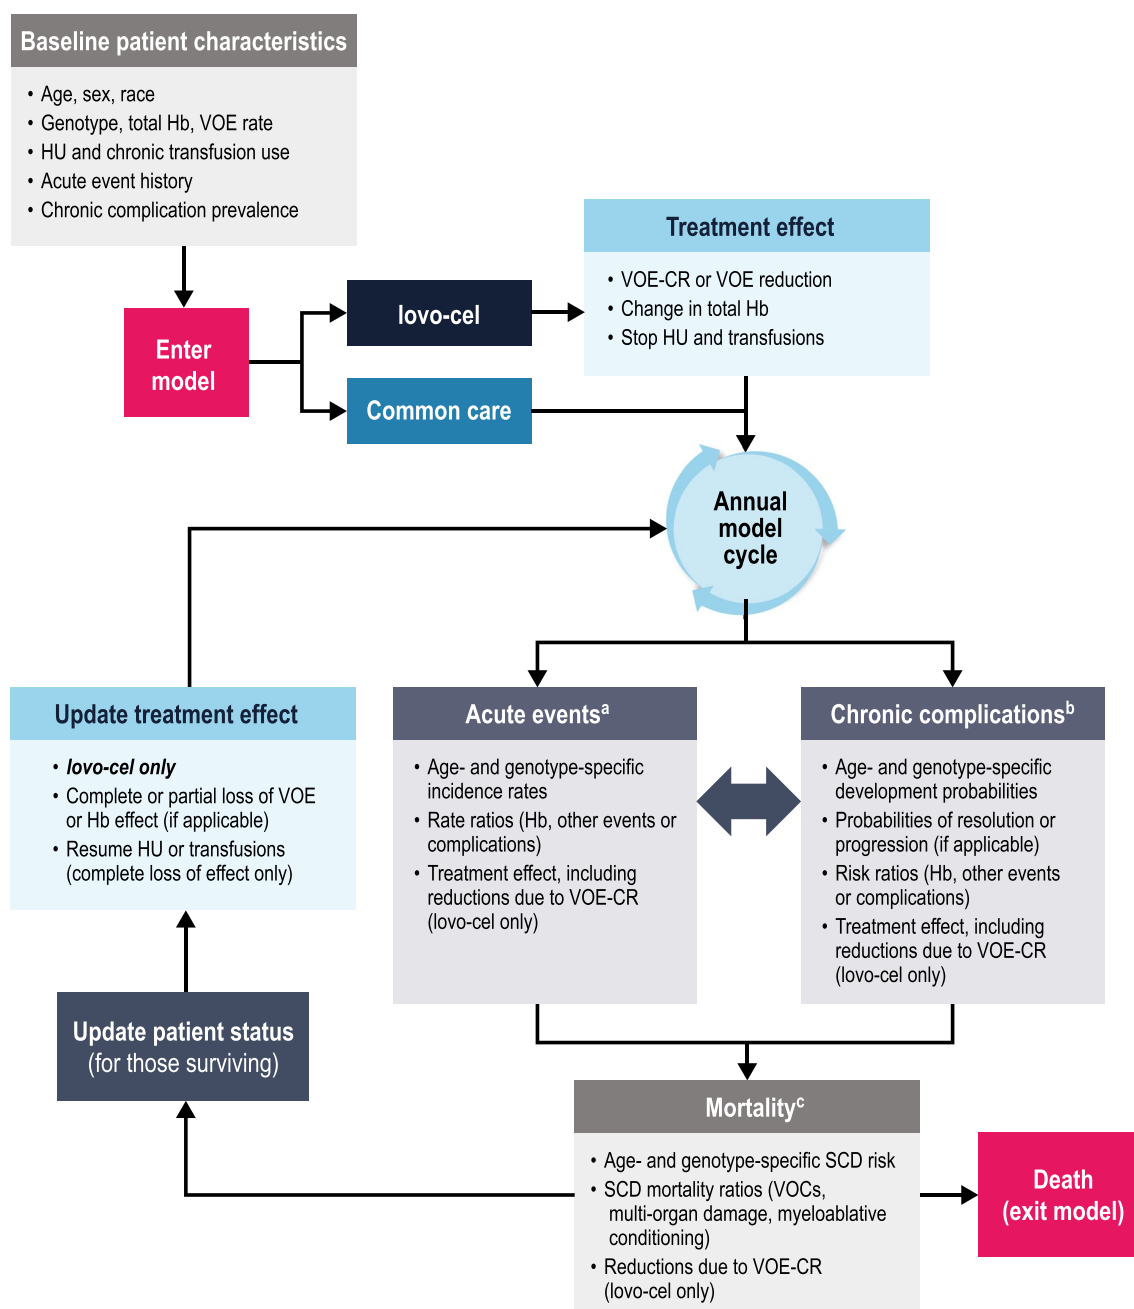 Baseline patient characteristics
• Age, sex, race
• Genotype, total Hb, VOE rate
• HU and chronic transfusion use
• Acute event history
• Chronic complication prevalence
Enter
model
lovo-cel
Common care
Treatment effect
• VOE-CR or VOE reduction
• Change in total Hb
• Stop HU and transfusions
Annual
model
cycle
Update treatment effect
• lovo-cel only
• Complete or partial loss of VOE
or Hb effect (if applicable)
• Resume HU or transfusions
(complete loss of effect only)
Acute eventsᵃ
• Age- and genotype-specific
incidence rates
• Rate ratios (Hb, other events or
complications)
• Treatment effect, including
reductions due to VOE-CR
(lovo-cel only)
Chronic complicationsᵇ
• Age- and genotype-specific
development probabilities
• Probabilities of resolution or
progression (if applicable)
• Risk ratios (Hb, other events
or complications)
• Treatment effect, including
reductions due to VOE-CR
(lovo-cel only)
Update patient status
(for those surviving)
Mortalityᶜ
• Age- and genotype-specific SCD risk
• SCD mortality ratios (VOCs,
multi-organ damage, myeloablative
conditioning)
• Reductions due to VOE-CR
(lovo-cel only)
Death
(exit model)